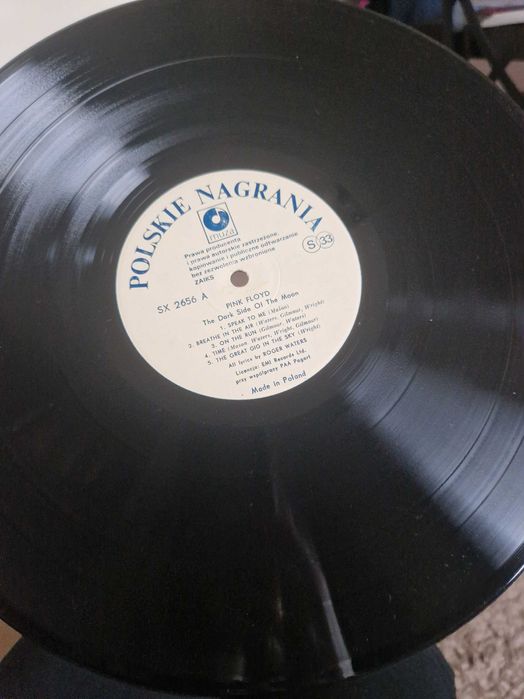 POLSKIE NAGRANIA
muza
Prawa producenta
i prawa autorskie zastrzeżone,
kopiowanie i publiczne odtwarzanie
bez zezwolenia wzbronione
ZAIKS
S 33
SX 2656 A
PINK FLOYD
The Dark Side Of The Moon
1. SPEAK TO ME (Mason)
2. BREATHE IN THE AIR (Waters, Gilmour, Wright)
3. ON THE RUN (Gilmour, Waters)
4. TIME (Mason, Waters, Wright, Gilmour)
5. THE GREAT GIG IN THE SKY (Wright)
All lyrics by ROGER WATERS
Licencja: EMI Records Ltd.
przy współpracy PAA Pagart
Made in Poland